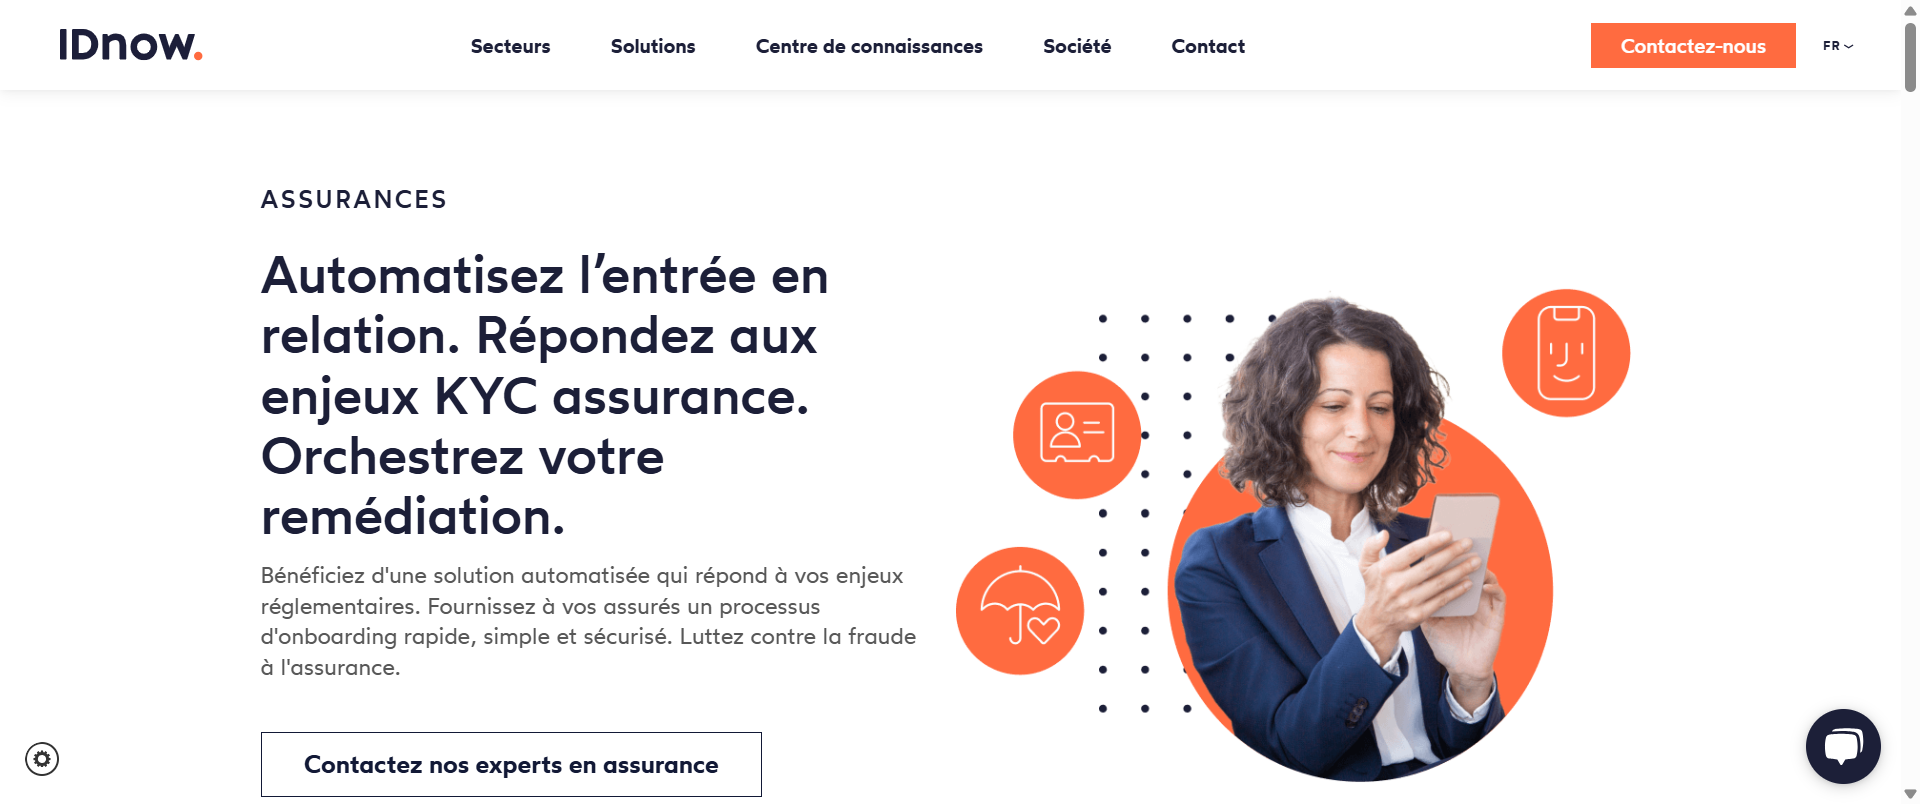 IDnow.
Secteurs
Solutions
Centre de connaissances
Société
Contact
Contactez-nous
FR
ASSURANCES
Automatisez l’entrée en
relation. Répondez aux
enjeux KYC assurance.
Orchestrez votre
remédiation.
Bénéficiez d'une solution automatisée qui répond à vos enjeux
réglementaires. Fournissez à vos assurés un processus
d'onboarding rapide, simple et sécurisé. Luttez contre la fraude
à l'assurance.
Contactez nos experts en assurance